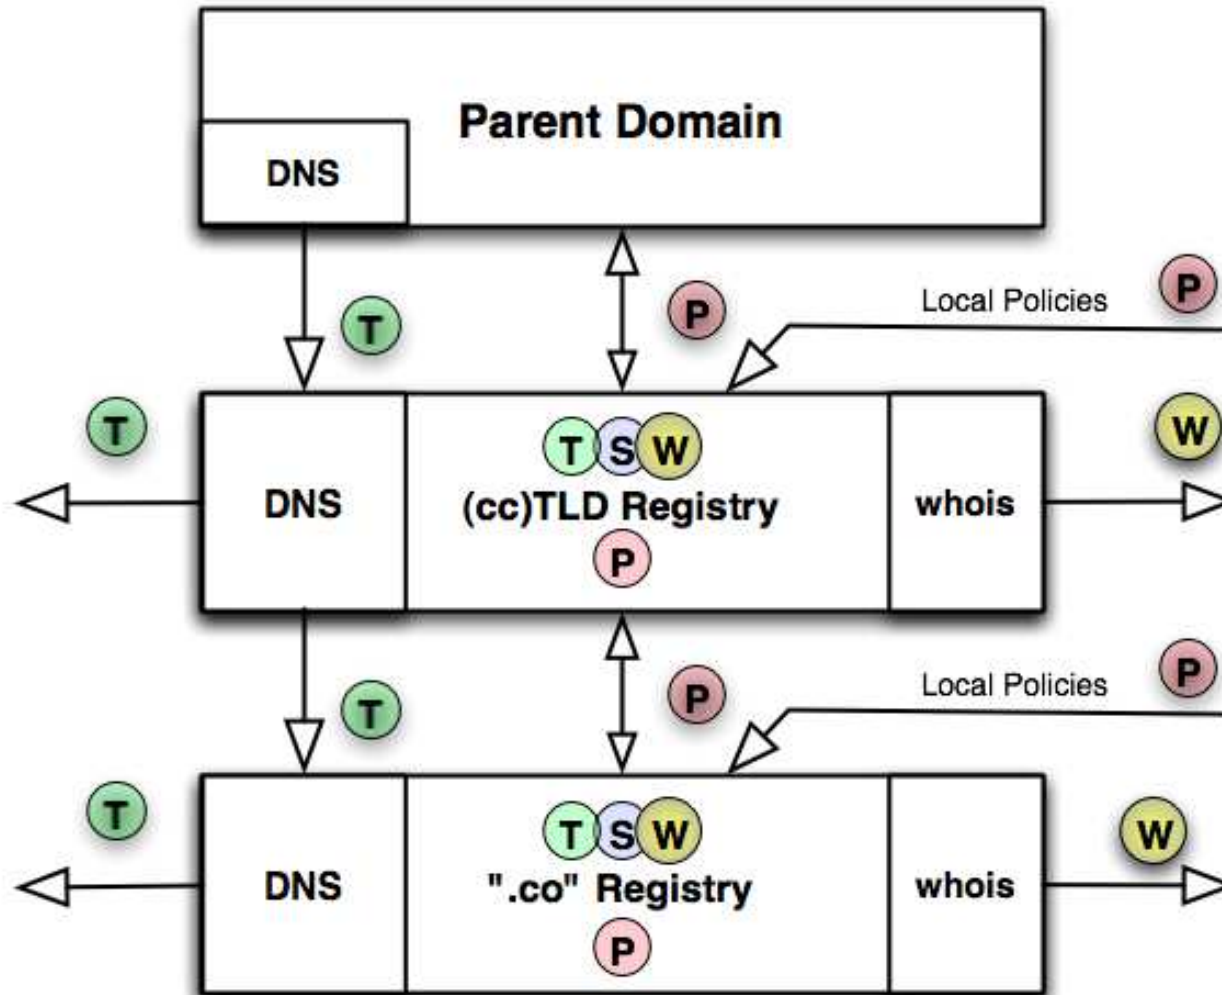 Parent Domain
DNS
T
P
Local Policies
P
T
DNS
T S W
(cc)TLD Registry
P
whois
W
T
P
Local Policies
P
T
DNS
T S W
".co" Registry
P
whois
W